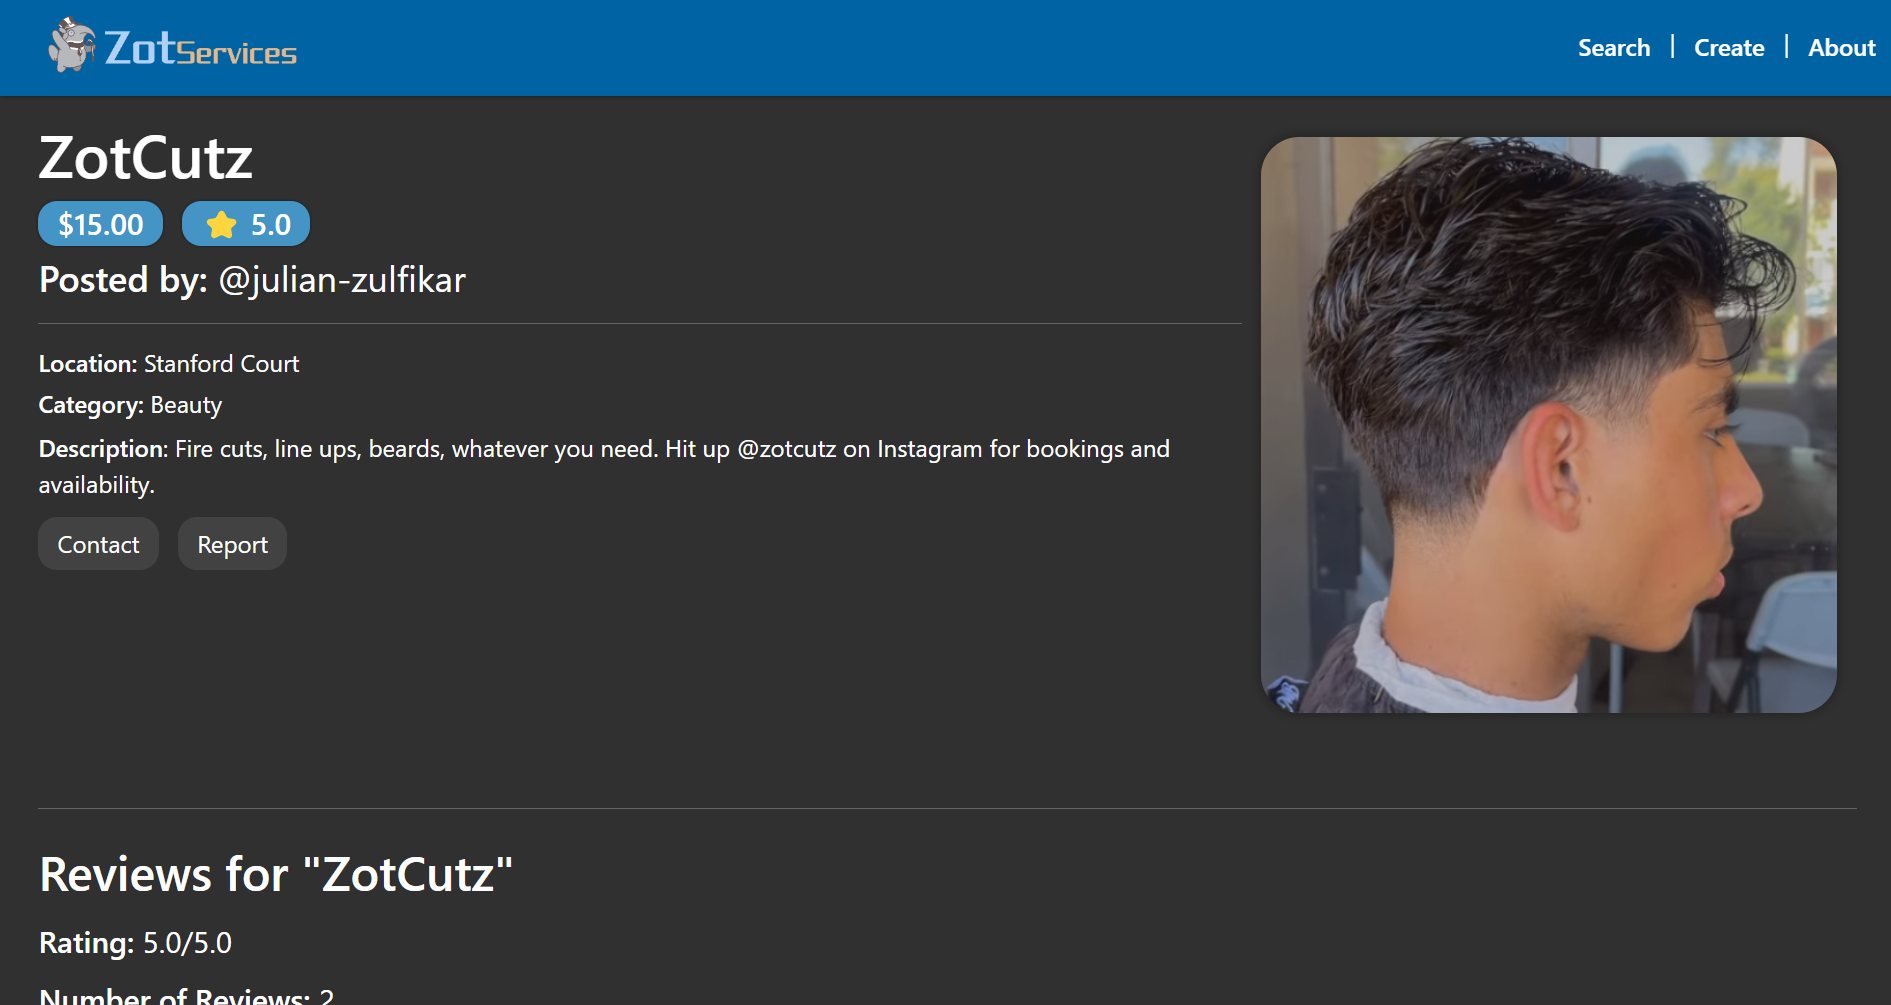 ZotServices
Search | Create | About
ZotCutz
$15.00 5.0
Posted by: @julian-zulfikar
Location: Stanford Court
Category: Beauty
Description: Fire cuts, line ups, beards, whatever you need. Hit up @zotcutz on Instagram for bookings and
availability.
Contact Report
Reviews for "ZotCutz"
Rating: 5.0/5.0
Number of Reviews: 2